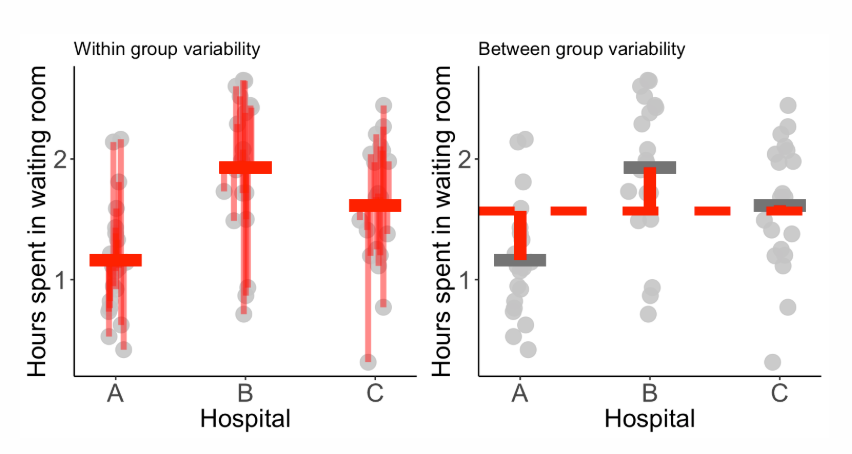 Within group variability
Hours spent in waiting room
2
1
A B C
Hospital
Between group variability
Hours spent in waiting room
2
1
A B C
Hospital